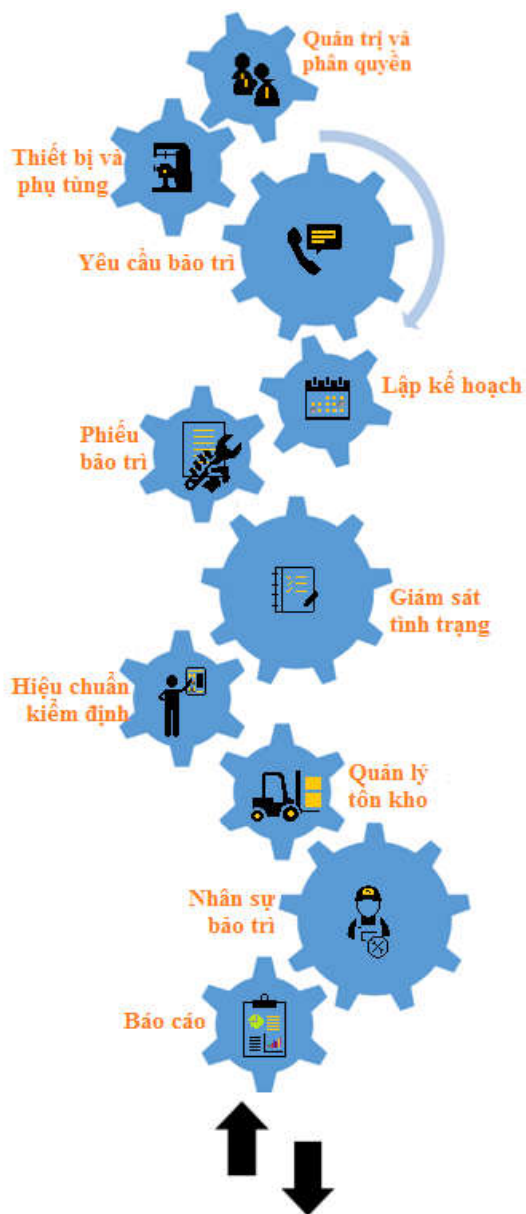 Quản trị và
phân quyền
Thiết bị và
phụ tùng
Yêu cầu bảo trì
Lập kế hoạch
Phiếu
bảo trì
Giám sát
tình trạng
Hiệu chuẩn
kiểm định
Quản lý
tồn kho
Nhân sự
bảo trì
Báo cáo